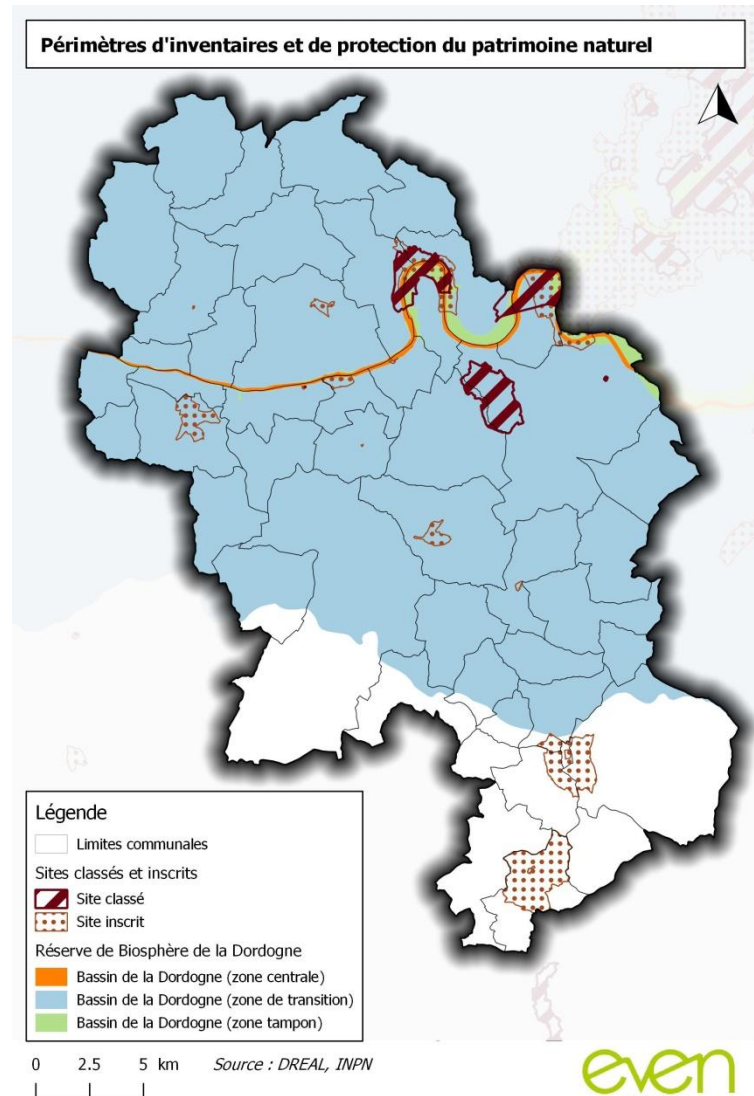 Périmètres d'inventaires et de protection du patrimoine naturel
Légende
Limites communales
Sites classés et inscrits
Site classé
Site inscrit
Réserve de Biosphère de la Dordogne
Bassin de la Dordogne (zone centrale)
Bassin de la Dordogne (zone de transition)
Bassin de la Dordogne (zone tampon)
0 2.5 5 km Source : DREAL, INPN
even